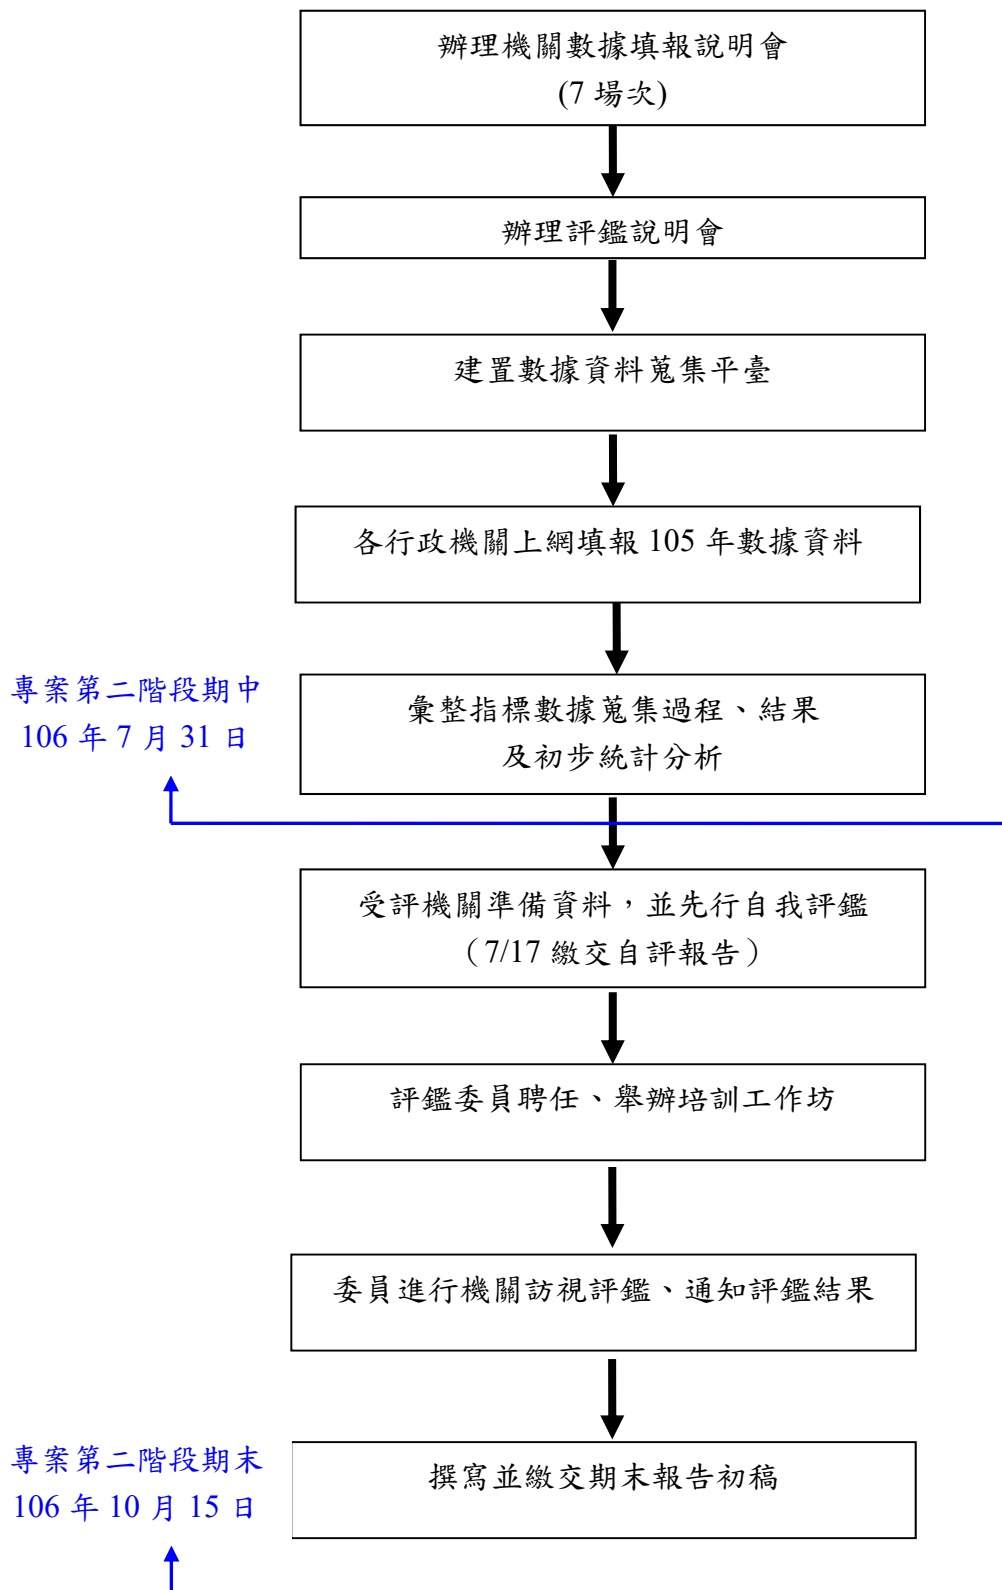 辦理機關數據填報說明會
(7 場次)
辦理評鑑說明會
建置數據資料蒐集平臺
各行政機關上網填報 105 年數據資料
專案第二階段期中
106 年 7 月 31 日
彙整指標數據蒐集過程、結果
及初步統計分析
受評機關準備資料，並先行自我評鑑
（7/17 繳交自評報告）
評鑑委員聘任、舉辦培訓工作坊
委員進行機關訪視評鑑、通知評鑑結果
專案第二階段期末
106 年 10 月 15 日
撰寫並繳交期末報告初稿